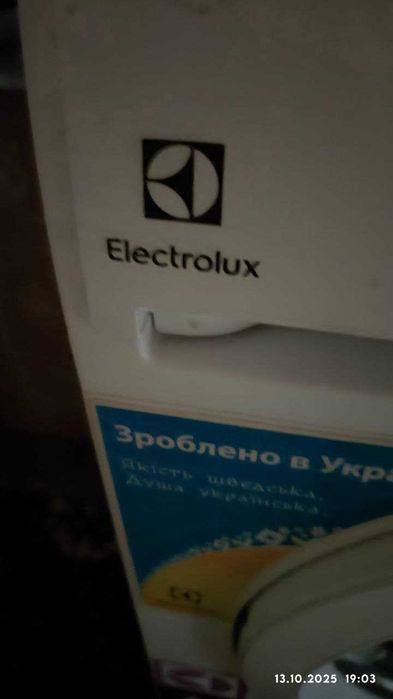 Electrolux
Зроблено в Укра
Якість шведська,
Душа українська.
13.10.2025 19:03